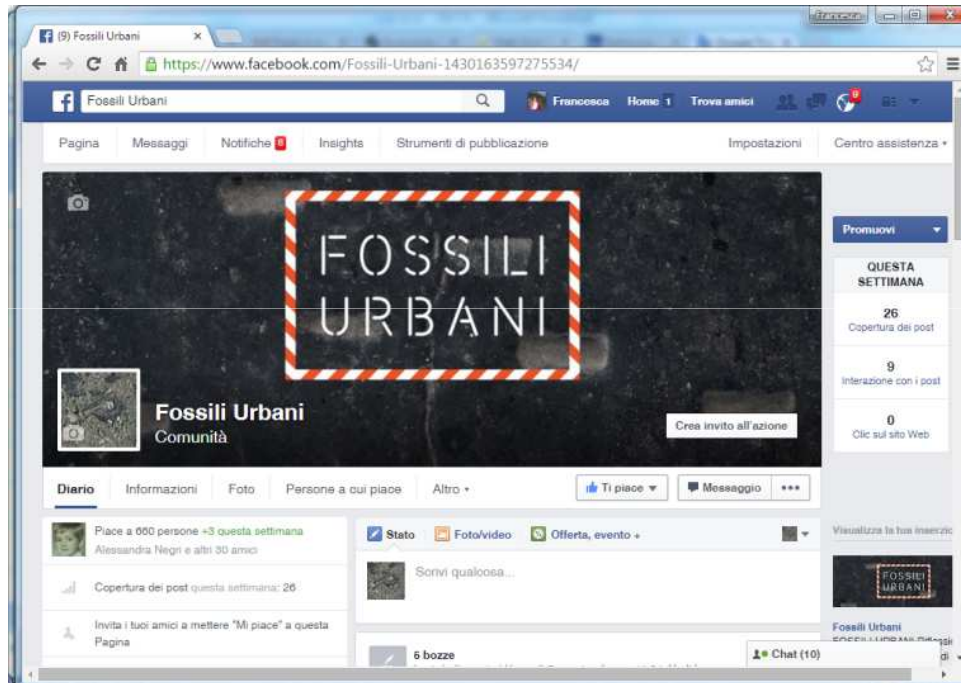 Francesca
(9) Fossili Urbani
https://www.facebook.com/Fossili-Urbani-1430163597275534/
Fossili Urbani
Francesca Home 1 Trova amici 9
Pagina Messaggi Notifiche 8 Insights Strumenti di pubblicazione Impostazioni Centro assistenza
FOSSILI
URBANI
Fossili Urbani
Comunità
Crea invito all'azione
Promuovi
QUESTA
SETTIMANA
26
Copertura dei post
9
Interazione con i post
0
Clic sul sito Web
Diario Informazioni Foto Persone a cui piace Altro
Ti piace Messaggio •••
Piace a 660 persone +3 questa settimana
Alessandra Negri e altri 30 amici
Copertura dei post questa settimana: 26
Invita i tuoi amici a mettere "Mi piace" a questa
Pagina
Stato Foto/video Offerta, evento +
Scrivi qualcosa...
6 bozze
Visualizza la tua inserzic
FOSSILI
URBANI
Fossili Urbani
Chat (10)
di